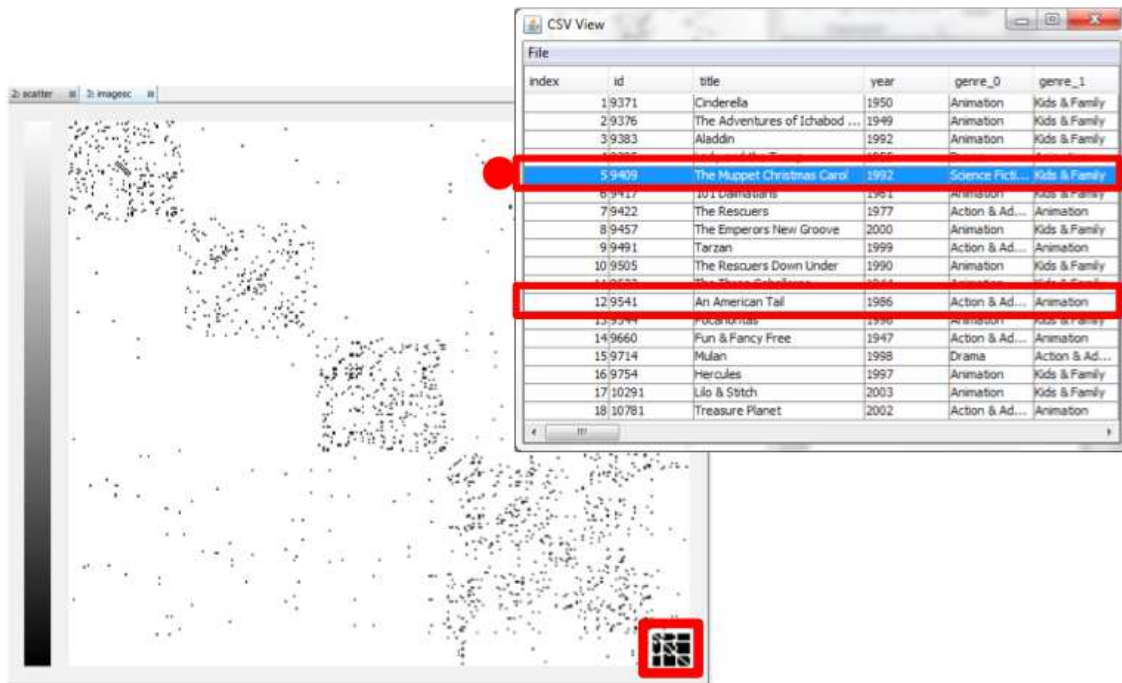 CSV View
File
2: scatter 3: imagesc
index id title year genre_0 genre_1
1 9371 Cinderella 1950 Animation Kids & Family
2 9376 The Adventures of Ichabod ... 1949 Animation Kids & Family
3 9383 Aladdin 1992 Animation Kids & Family
5 9409 The Muppet Christmas Carol 1992 Science Ficti... Kids & Family
6 9417 101 Dalmatians 1961 Animation Kids & Family
7 9422 The Rescuers 1977 Action & Ad... Animation
8 9457 The Emperors New Groove 2000 Animation Kids & Family
9 9491 Tarzan 1999 Action & Ad... Animation
10 9505 The Rescuers Down Under 1990 Animation Kids & Family
12 9541 An American Tail 1986 Action & Ad... Animation
13 9544 Pocahontas Animation Kids & Family
14 9660 Fun & Fancy Free 1947 Action & Ad... Animation
15 9714 Mulan 1998 Drama Action & Ad...
16 9754 Hercules 1997 Animation Kids & Family
17 10291 Lilo & Stitch 2003 Animation Kids & Family
18 10781 Treasure Planet 2002 Action & Ad... Animation